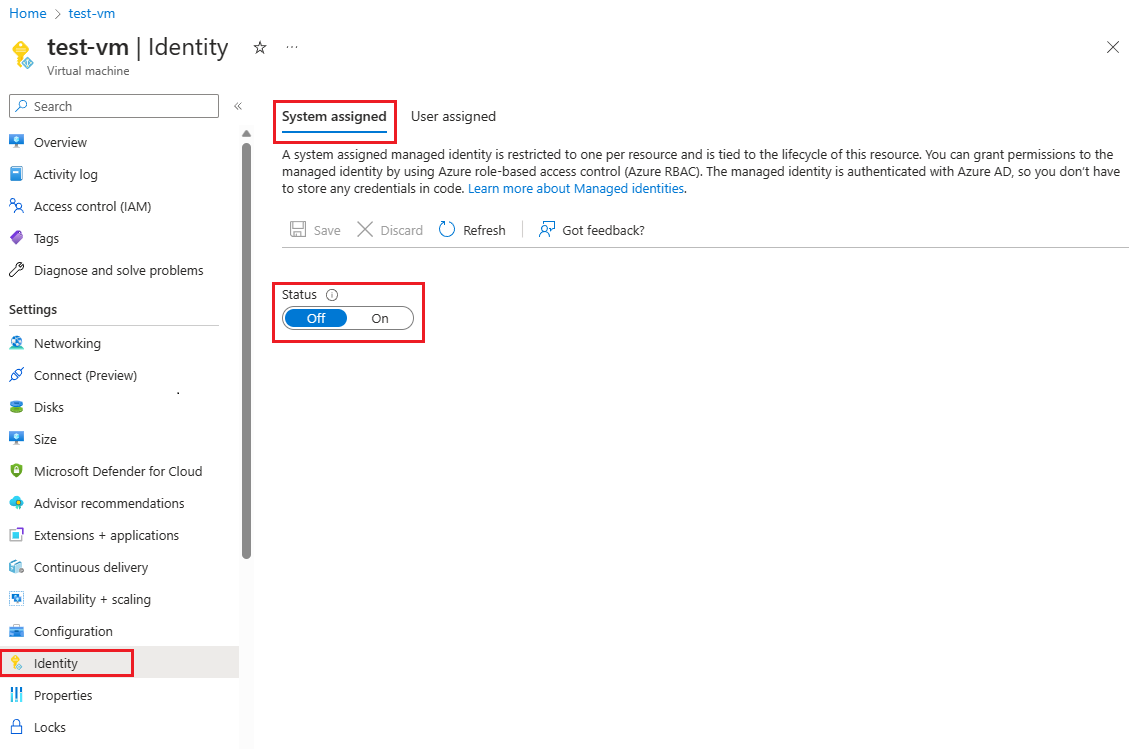 Home > test-vm
test-vm | Identity
Virtual machine
Search
Overview
Activity log
Access control (IAM)
Tags
Diagnose and solve problems
Settings
Networking
Connect (Preview)
Disks
Size
Microsoft Defender for Cloud
Advisor recommendations
Extensions + applications
Continuous delivery
Availability + scaling
Configuration
Identity
Properties
Locks
System assigned User assigned
A system assigned managed identity is restricted to one per resource and is tied to the lifecycle of this resource. You can grant permissions to the
managed identity by using Azure role-based access control (Azure RBAC). The managed identity is authenticated with Azure AD, so you don't have
to store any credentials in code. Learn more about Managed identities.
Save Discard Refresh Got feedback?
Status
Off On